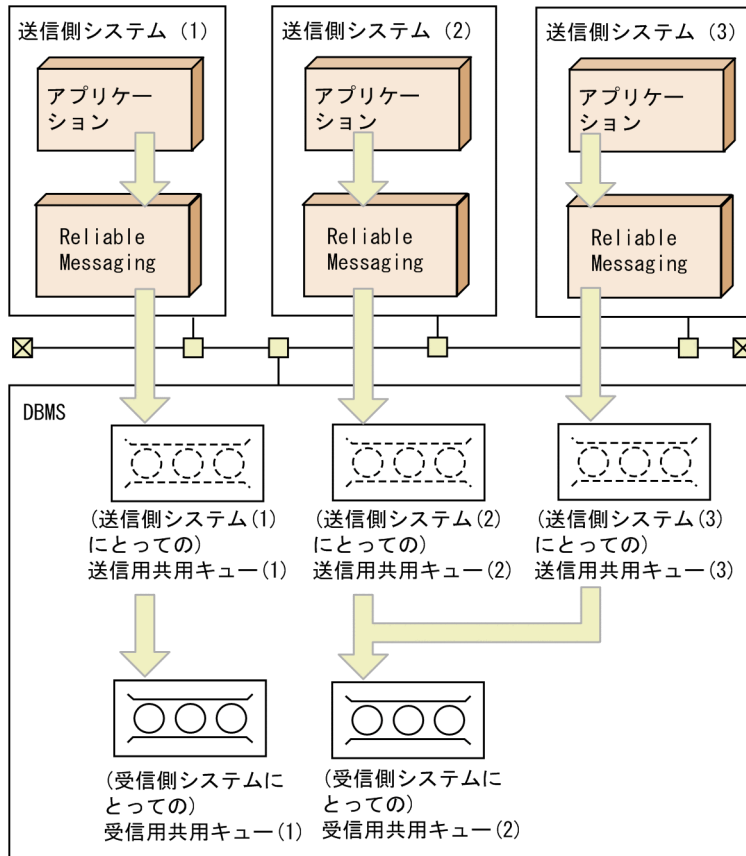 送信側システム (1)
アプリケー
ション
Reliable
Messaging
送信側システム (2)
アプリケー
ション
Reliable
Messaging
送信側システム (3)
アプリケー
ション
Reliable
Messaging
DBMS
(送信側システム(1)
にとっての)
送信用共用キュー(1)
(送信側システム(2)
にとっての)
送信用共用キュー(2)
(送信側システム(3)
にとっての)
送信用共用キュー(3)
(受信側システムに
とっての)
受信用共用キュー(1)
(受信側システムに
とっての)
受信用共用キュー(2)